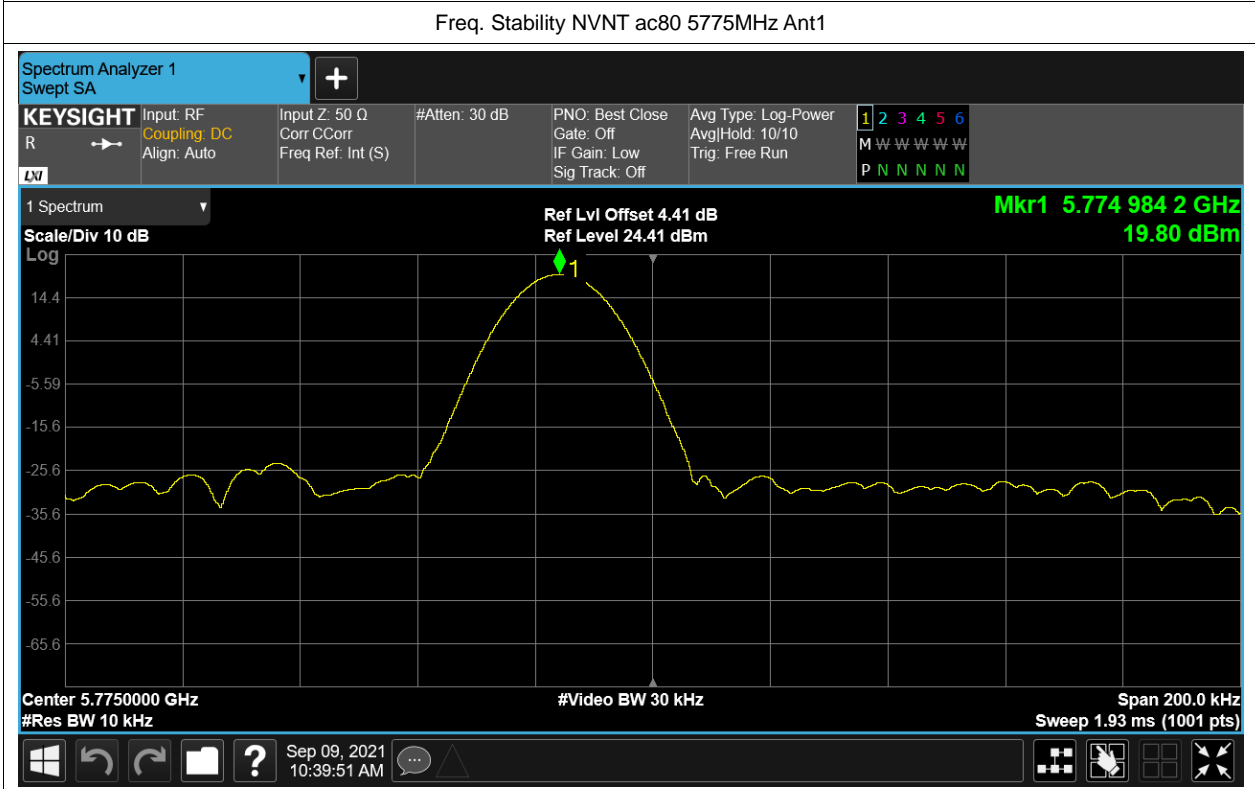 Freq. Stability NVNT ac80 5775MHz Ant1
Spectrum Analyzer 1
Swept SA
KEYSIGHT
R
LXI
Input: RF
Coupling: DC
Align: Auto
Input Z: 50 Ω
Corr CCorr
Freq Ref: Int (S)
#Atten: 30 dB
PNO: Best Close
Gate: Off
IF Gain: Low
Sig Track: Off
Avg Type: Log-Power
Avg|Hold: 10/10
Trig: Free Run
1 2 3 4 5 6
M W W W W W
P N N N N N
1 Spectrum
Scale/Div 10 dB
Log
Ref Lvl Offset 4.41 dB
Ref Level 24.41 dBm
Mkr1 5.774 984 2 GHz
19.80 dBm
1
14.4
4.41
-5.59
-15.6
-25.6
-35.6
-45.6
-55.6
-65.6
Center 5.7750000 GHz
#Video BW 30 kHz
Span 200.0 kHz
#Res BW 10 kHz
Sweep 1.93 ms (1001 pts)
?
Sep 09, 2021
10:39:51 AM